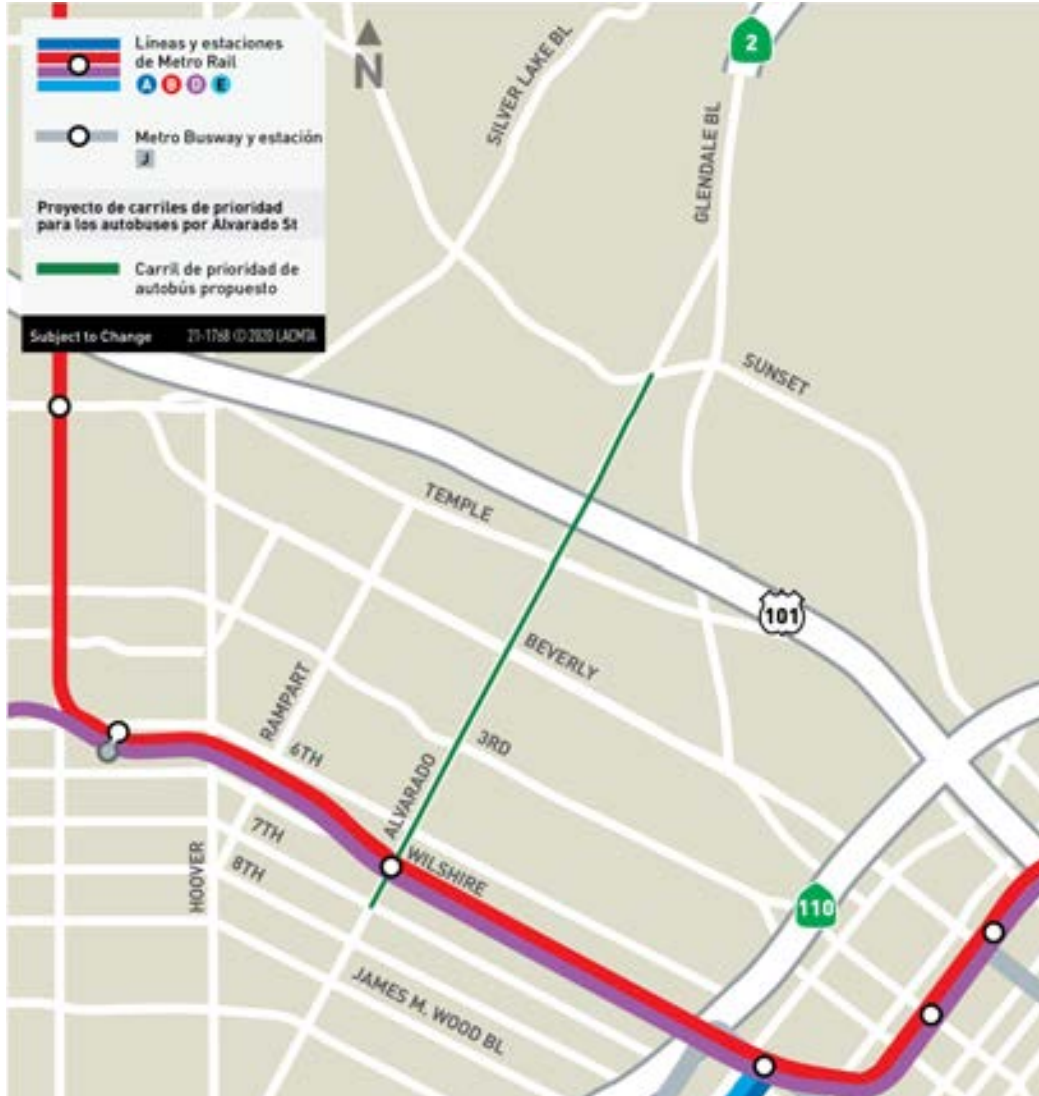 Líneas y estaciones
de Metro Rail
A B D E
Metro Busway y estación
J
Proyecto de carriles de prioridad
para los autobuses por Alvarado St
Carril de prioridad de
autobús propuesto
Subject to Change 21-1768 © 2020 LACMTA
N
SILVER LAKE BL
2
GLENDALE BL
SUNSET
TEMPLE
101
BEVERLY
RAMPART
6TH
3RD
ALVARADO
WILSHIRE
7TH
8TH
HOOVER
110
JAMES M. WOOD BL